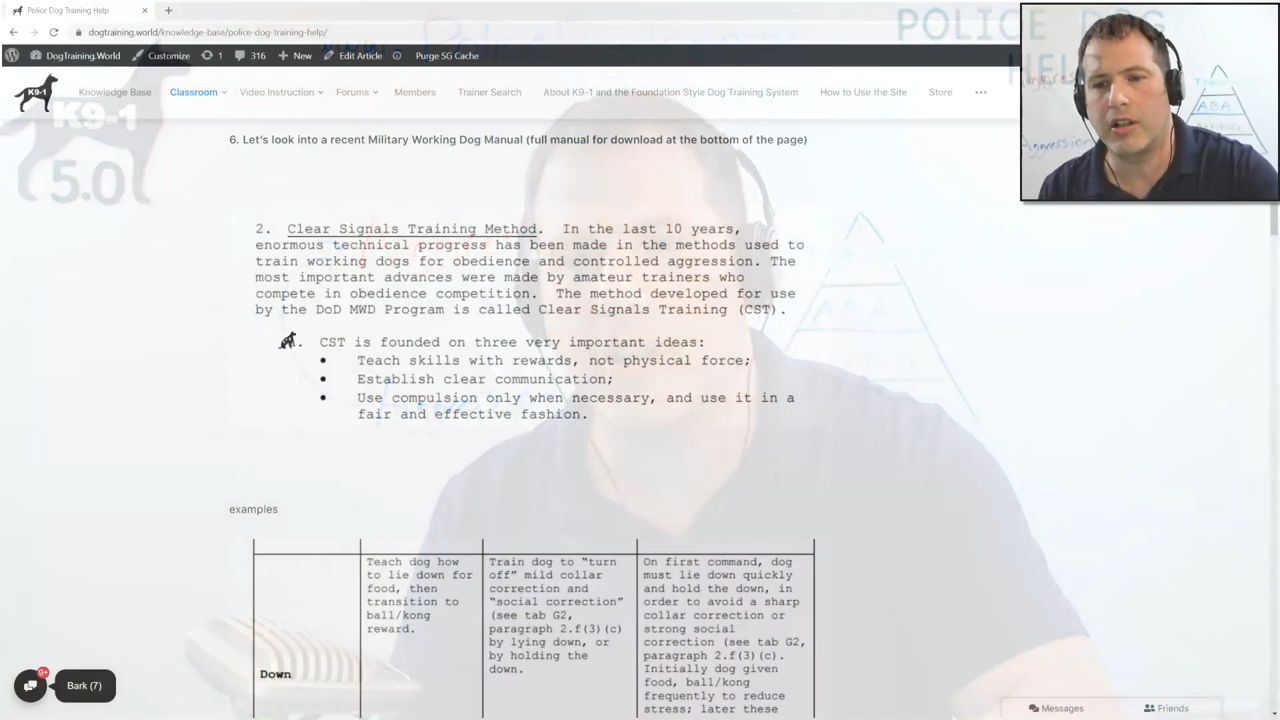 Police Dog Training Help
dogtraining.world/knowledge-base/police-dog-training-help/
DogTraining.World
Customize
1
316
New
Edit Article
Purge SG Cache
POLICE DOG
HELP
K9-1
Knowledge Base
Classroom
Video Instruction
Forums
Members
Trainer Search
About K9-1 and the Foundation Style Dog Training System
How to Use the Site
Store
K9-1
5.0
ABA
Aggression
6. Let's look into a recent Military Working Dog Manual (full manual for download at the bottom of the page)
2. Clear Signals Training Method. In the last 10 years,
enormous technical progress has been made in the methods used to
train working dogs for obedience and controlled aggression. The
most important advances were made by amateur trainers who
compete in obedience competition. The method developed for use
by the DoD MWD Program is called Clear Signals Training (CST).
. CST is founded on three very important ideas:
• Teach skills with rewards, not physical force;
• Establish clear communication;
• Use compulsion only when necessary, and use it in a
fair and effective fashion.
examples
Down
Teach dog how
to lie down for
food, then
transition to
ball/kong
reward.
Train dog to "turn
off" mild collar
correction and
"social correction"
(see tab G2,
paragraph 2.f(3)(c)
by lying down, or
by holding the
down.
On first command, dog
must lie down quickly
and hold the down, in
order to avoid a sharp
collar correction or
strong social
correction (see tab G2,
paragraph 2.f(3)(c).
Initially dog given
food, ball/kong
frequently to reduce
stress; later these
9+
Bark (7)
Messages
Friends